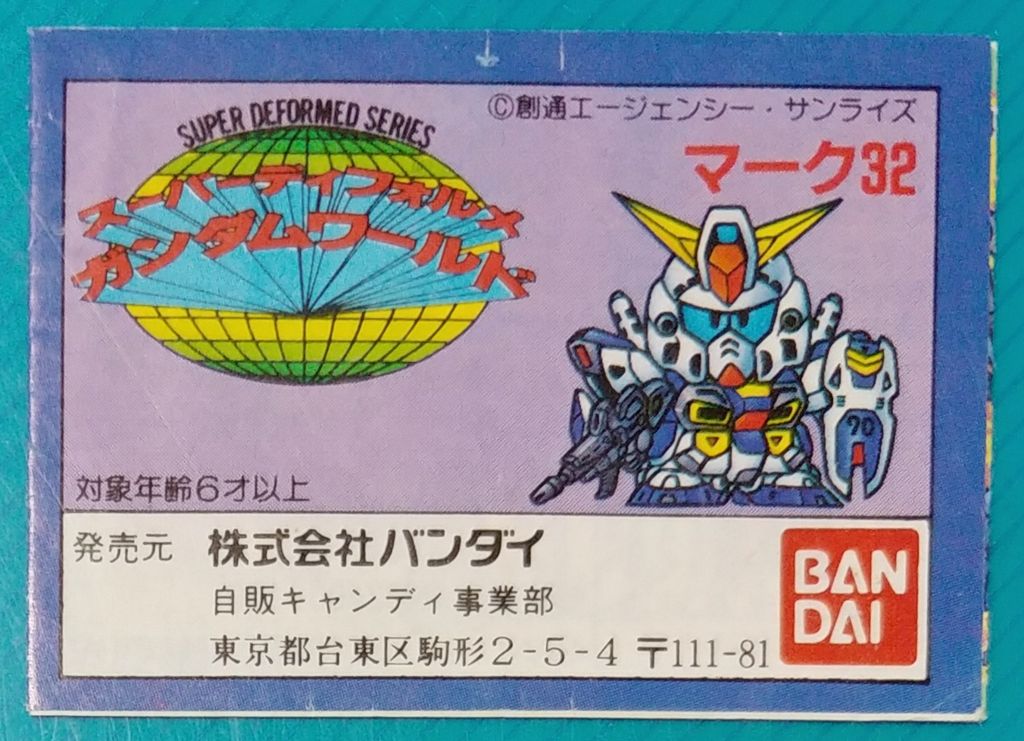 SUPER DEFORMED SERIES
スーパーディフォルメ
ガンダムワールド
©創通エージェンシー・サンライズ
マーク32
90
対象年齢6才以上
発売元 株式会社バンダイ
自販キャンディ事業部
東京都台東区駒形2-5-4 〒111-81
BAN
DAI